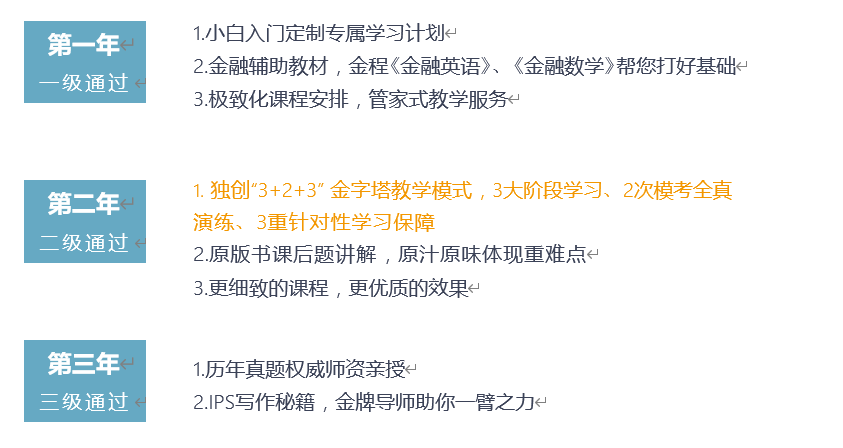 第一年↵
一级通过↵
1.小白入门定制专属学习计划↵
2.金融辅助教材，金程《金融英语》、《金融数学》帮您打好基础↵
3.极致化课程安排，管家式教学服务↵
第二年↵
二级通过↵
1. 独创“3+2+3” 金字塔教学模式，3大阶段学习、2次模考全真
演练、3重针对性学习保障
2.原版书课后题讲解，原汁原味体现重难点↵
3.更细致的课程，更优质的效果↵
第三年↵
三级通过↵
1.历年真题权威师资亲授↵
2.IPS写作秘籍，金牌导师助你一臂之力↵